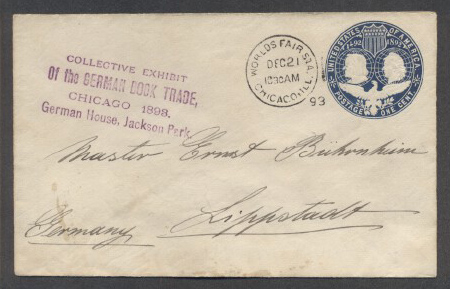 COLLECTIVE EXHIBIT
Of the GERMAN BOOK TRADE,
CHICAGO 1893.
German House, Jackson Park.
WORLDS FAIR STA.
DEC 21
10 30 AM
93
CHICAGO, ILL.
UNITED STATES OF AMERICA
1492 1892
POSTAGE ONE CENT
Master Ernst
Lippstadt
Germany